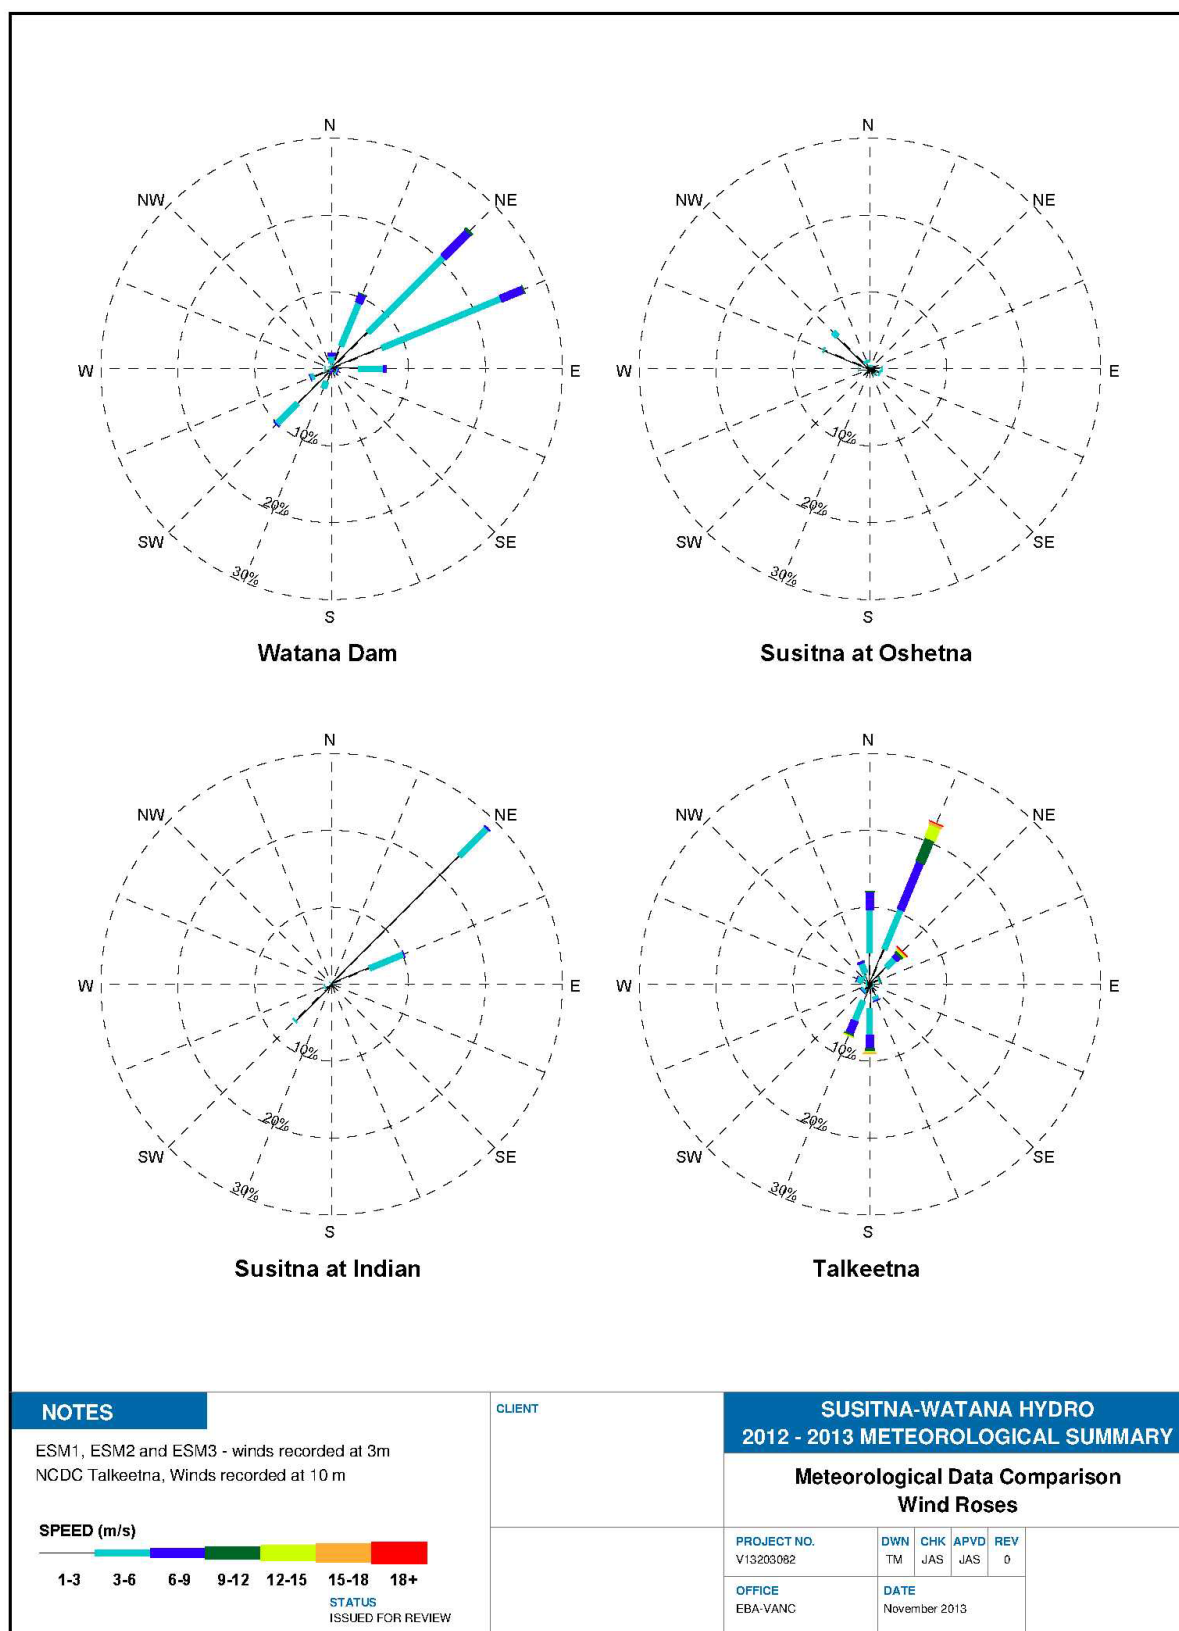 N
NW
NE
W
E
10%
20%
SW
SE
30%
S
Watana Dam
N
NW
NE
W
E
10%
20%
SW
SE
30%
S
Susitna at Oshetna
N
NW
NE
W
E
10%
20%
SW
SE
30%
S
Susitna at Indian
N
NW
NE
W
E
10%
20%
SW
SE
30%
S
Talkeetna
NOTES
ESM1, ESM2 and ESM3 - winds recorded at 3m
NCDC Talkeetna, Winds recorded at 10 m
SPEED (m/s)
1-3 3-6 6-9 9-12 12-15 15-18 18+
STATUS
ISSUED FOR REVIEW
CLIENT
SUSITNA-WATANA HYDRO
2012 - 2013 METEOROLOGICAL SUMMARY
Meteorological Data Comparison
Wind Roses
PROJECT NO. DWN CHK APVD REV
V13203082 TM JAS JAS 0
OFFICE DATE
EBA-VANC November 2013